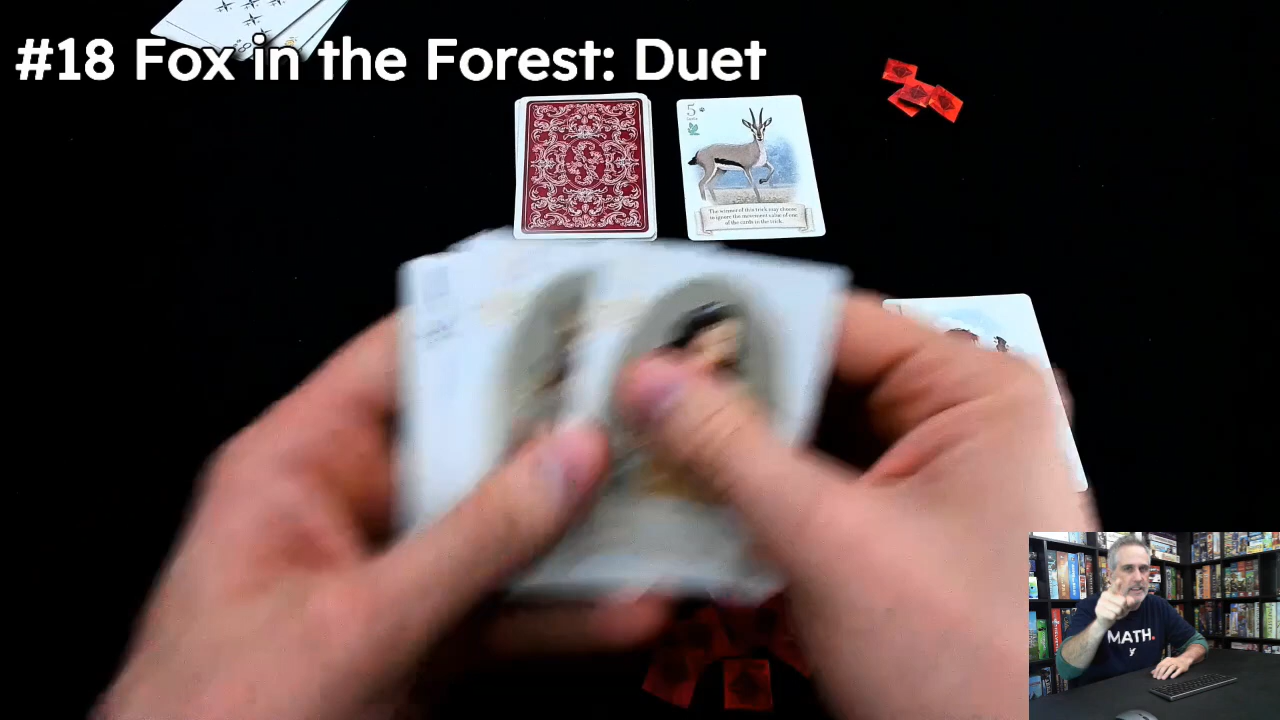 #18 Fox in the Forest: Duet
5
The winner of this trick may choose
to ignore the movement value of one
of the cards in the trick.
MATH.
y